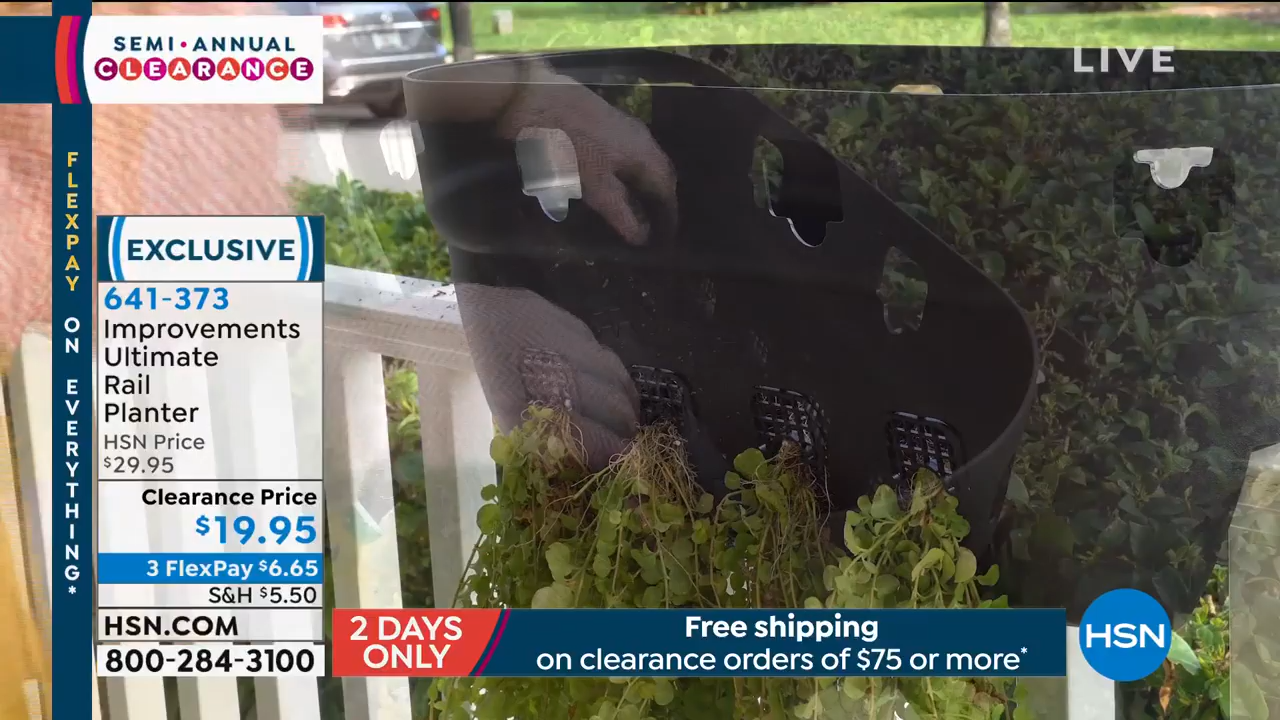 SEMI•ANNUAL
CLEARANCE
LIVE
FLEXPAY ON EVERYTHING*
EXCLUSIVE
641-373
Improvements
Ultimate
Rail
Planter
HSN Price
$29.95
Clearance Price
$19.95
3 FlexPay $6.65
S&H $5.50
HSN.COM
800-284-3100
2 DAYS
ONLY
Free shipping
on clearance orders of $75 or more*
HSN